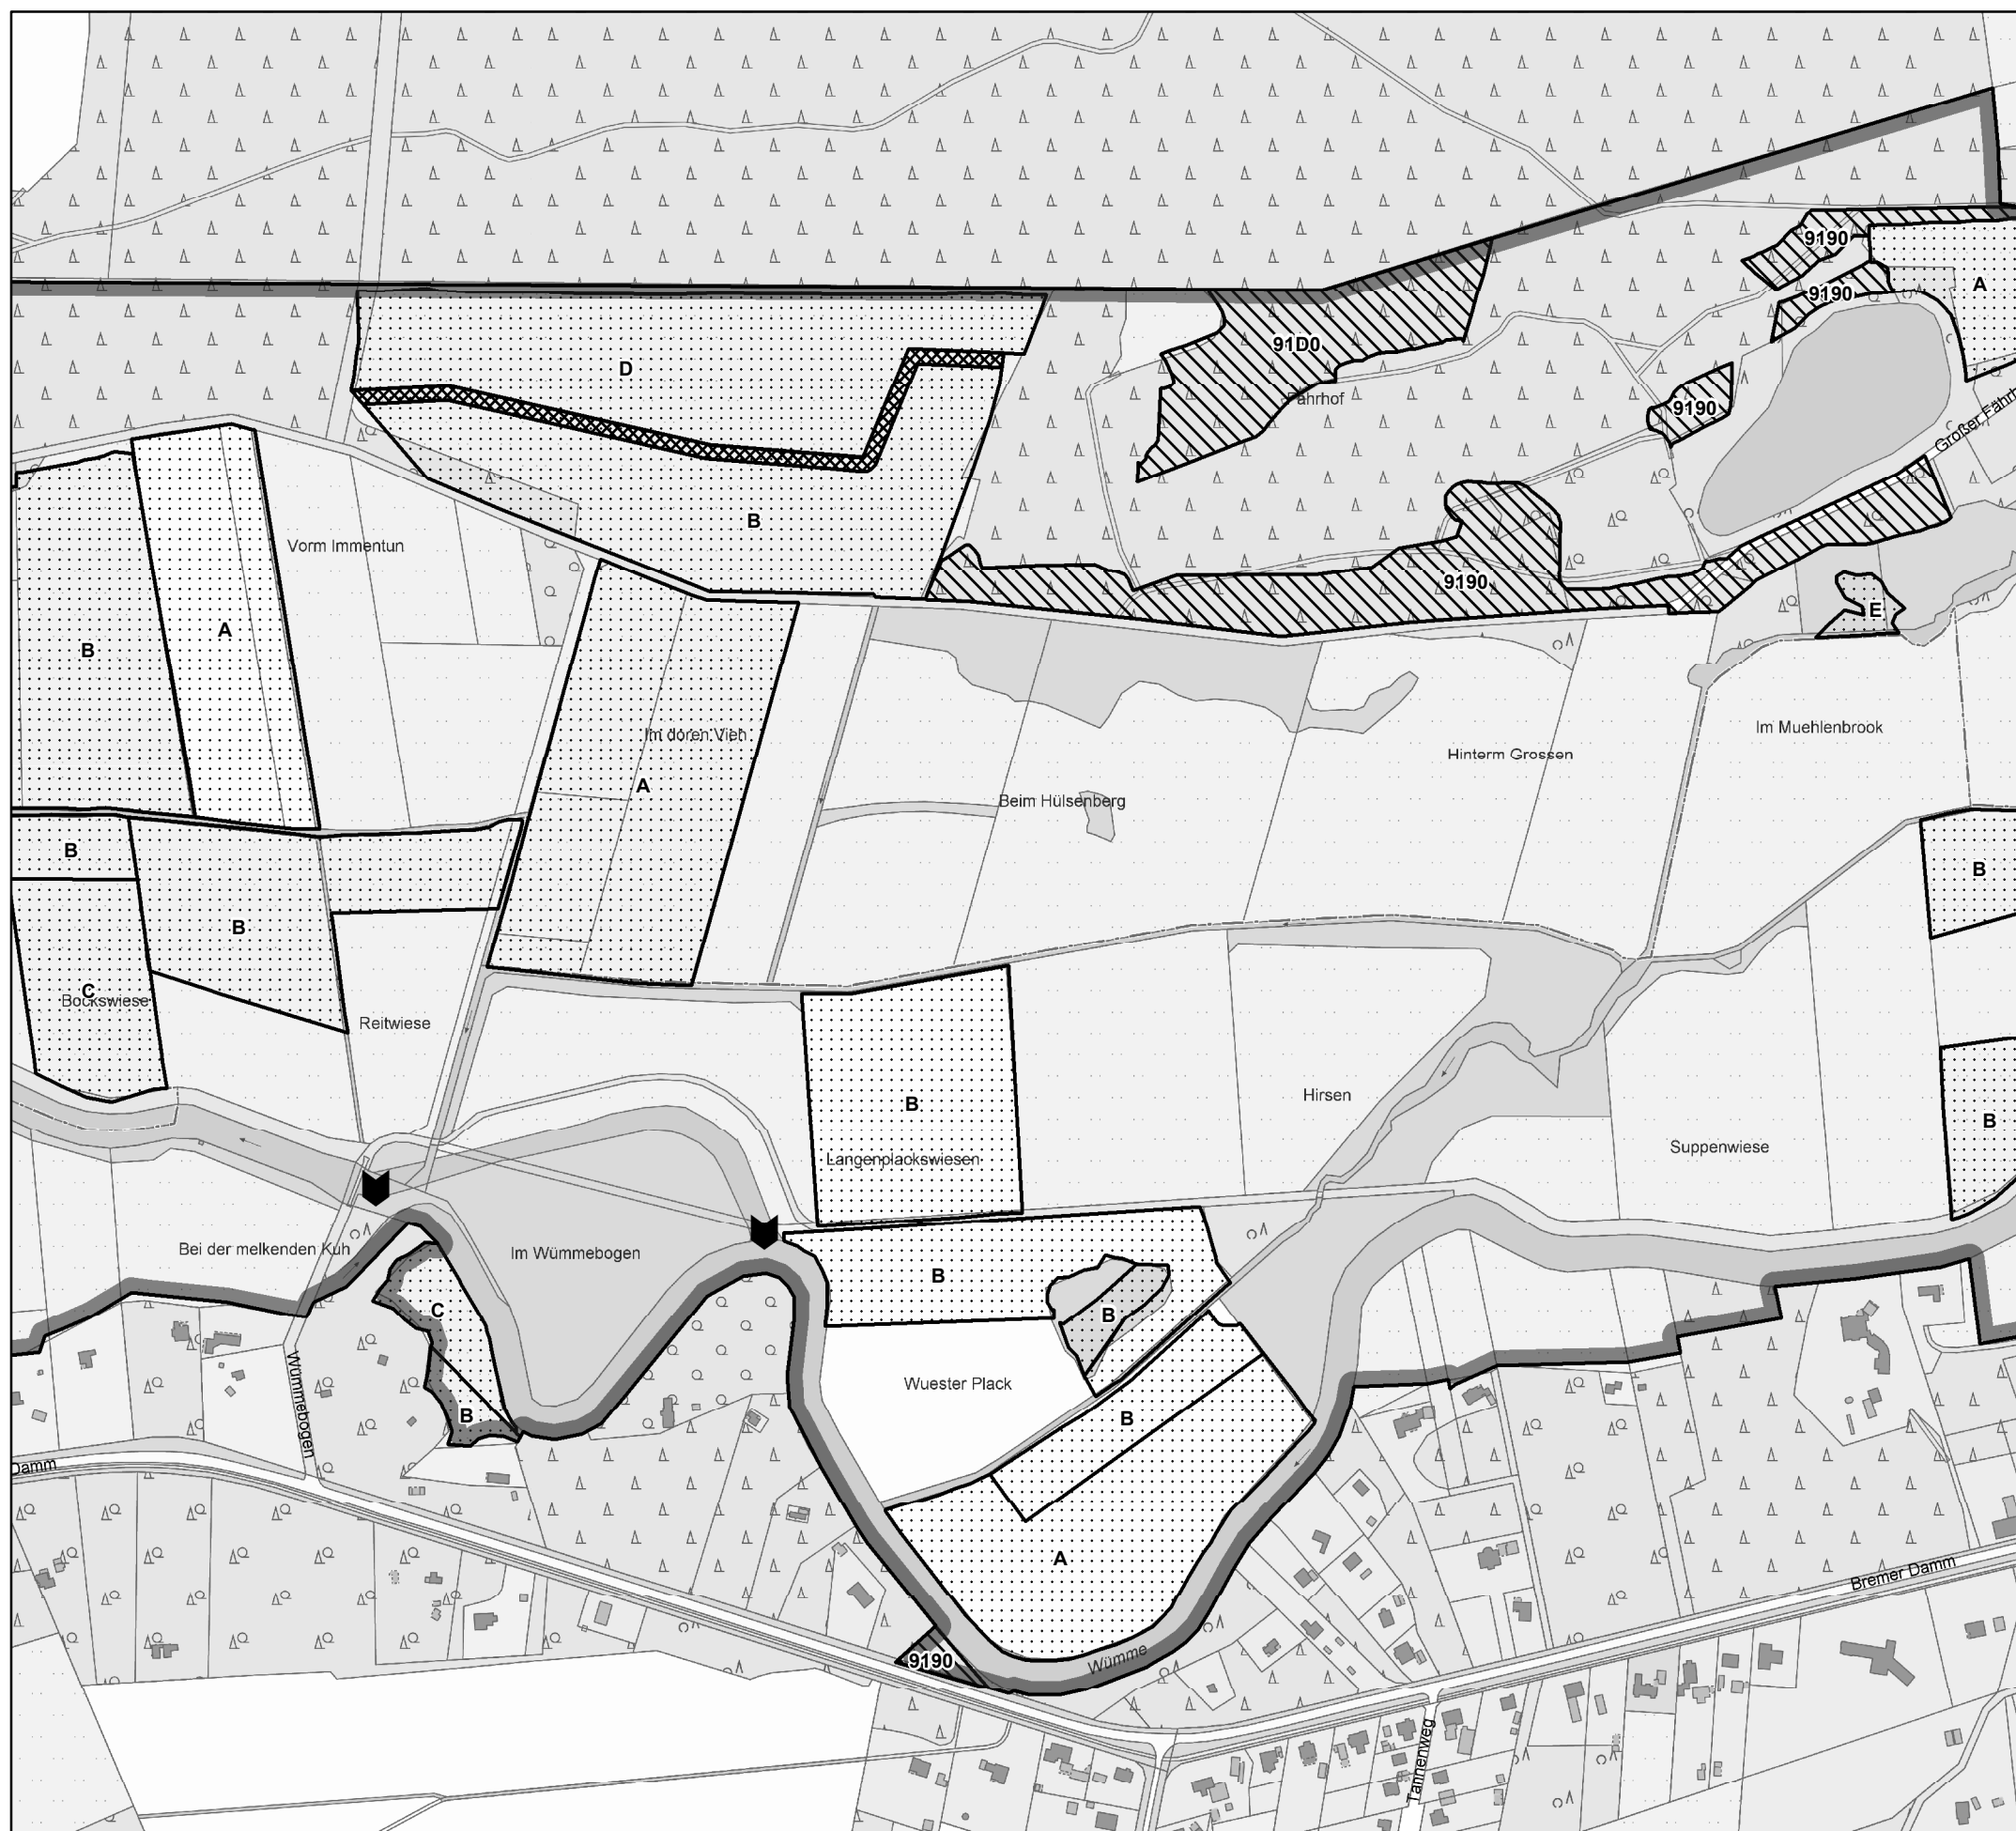 9190
9190
A
91D0
D
Fährhof
9190
Großer Fähr
B
Vorm Immentun
9190
E
A
B
Im doren Vieh
Im Muehlenbrook
Hinterm Grossen
A
Beim Hülsenberg
B
B
B
C
Bockswiese
Reitwiese
B
Hirsen
B
Suppenwiese
Langenplackswiesen
Bei der melkenden Kuh
Im Wümmebogen
B
C
B
Wuester Plack
Wümmebogen
B
B
Damm
A
Bremer Damm
9190
Wümme
Tannenweg